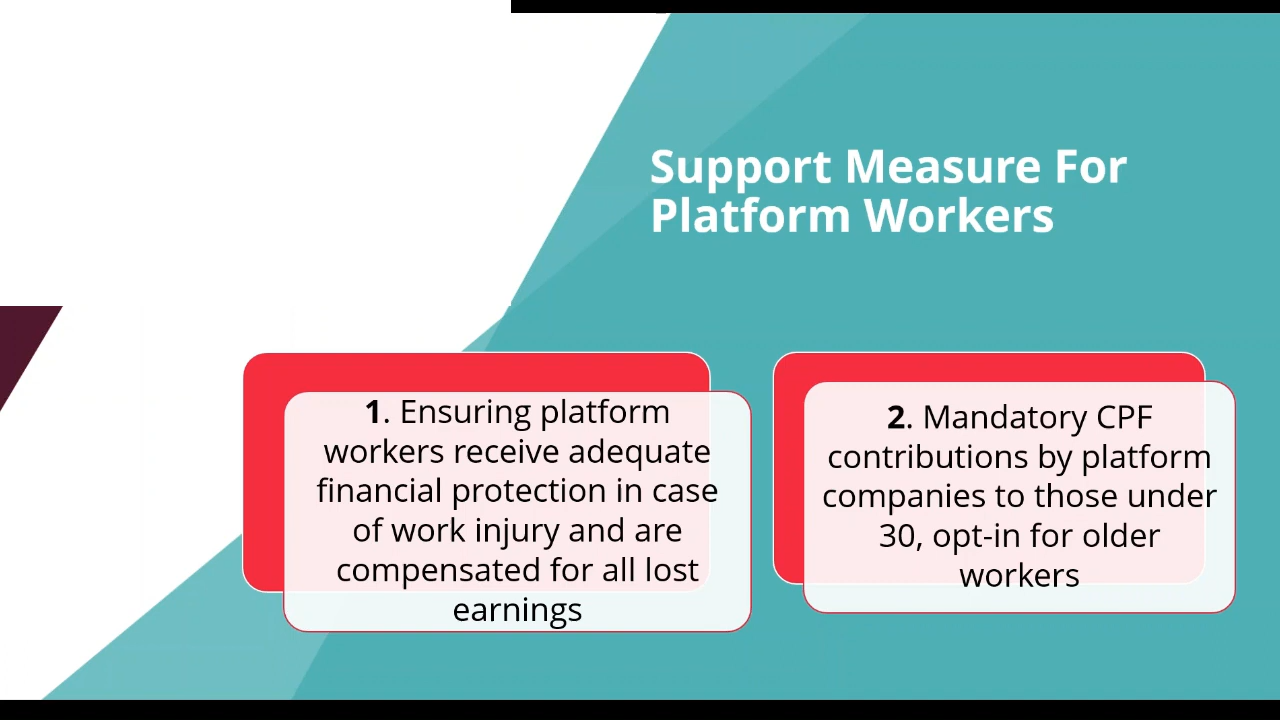 Support Measure For
Platform Workers
1. Ensuring platform
workers receive adequate
financial protection in case
of work injury and are
compensated for all lost
earnings
2. Mandatory CPF
contributions by platform
companies to those under
30, opt-in for older
workers